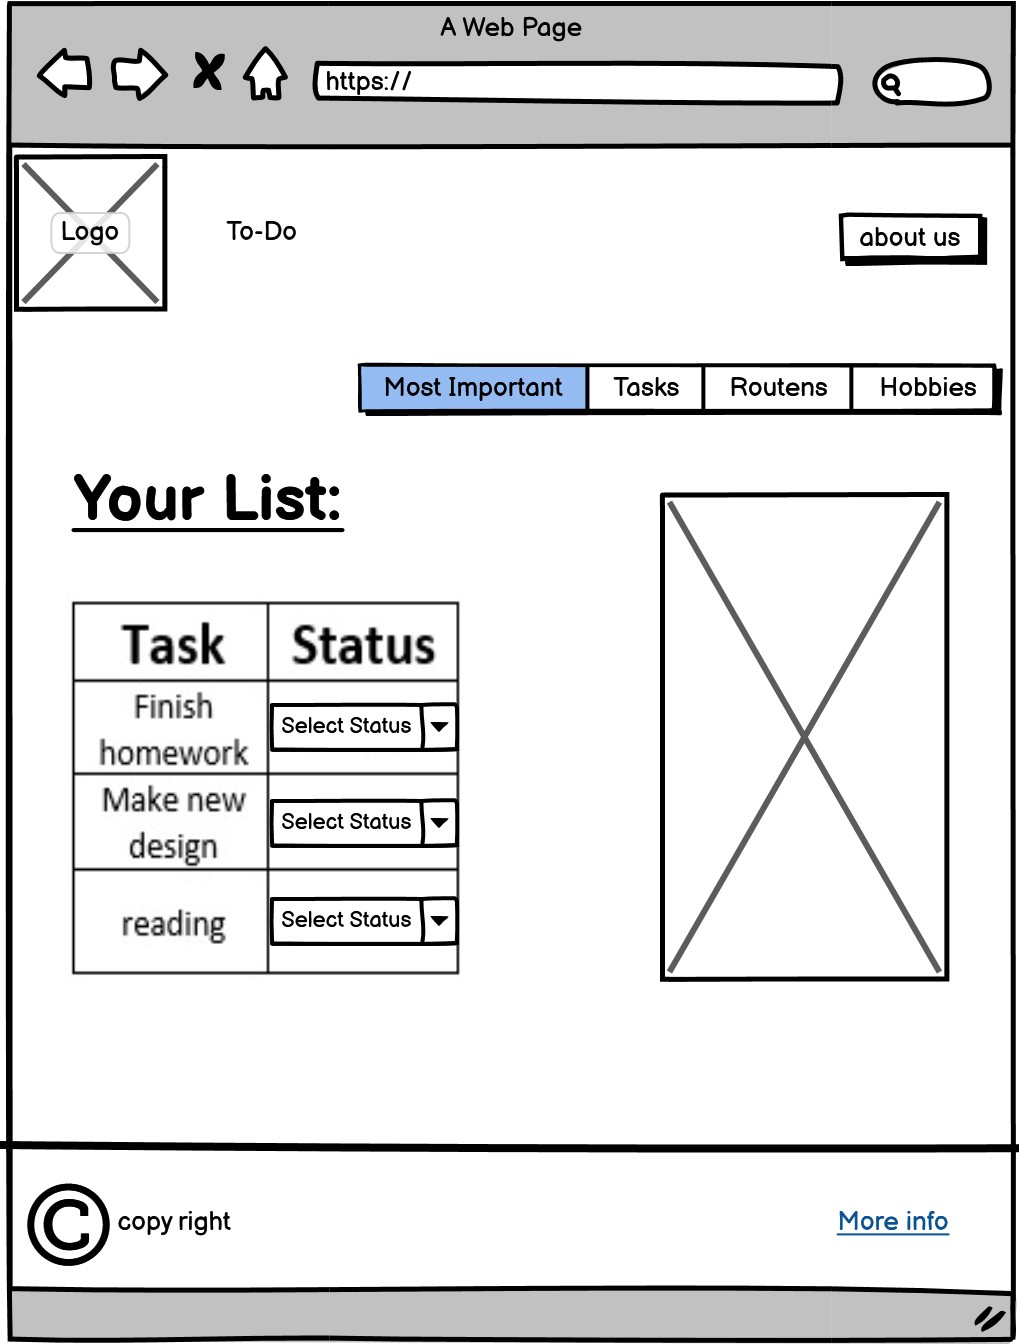 A Web Page
https://
Logo
To-Do
about us
Most Important Tasks Routens Hobbies
Your List:
Task Status
Finish
homework
Select Status
Make new
design
Select Status
reading
Select Status
© copy right
More info